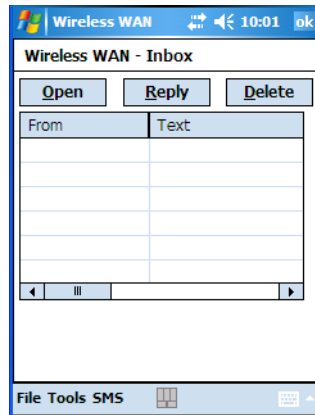 Wireless WAN 10:01 ok
Wireless WAN - Inbox
Open Reply Delete
From Text
File Tools SMS